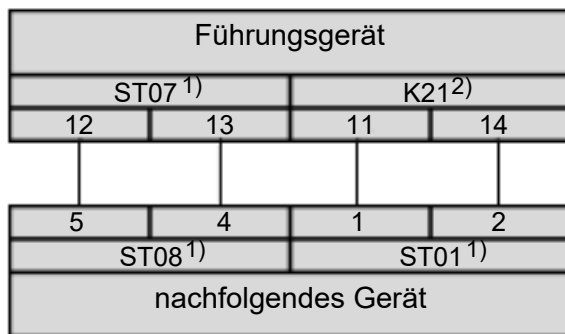 Führungsgerät
ST07 1) K21 2)
12 13 11 14
5 4 1 2
ST08 1) ST01 1)
nachfolgendes Gerät